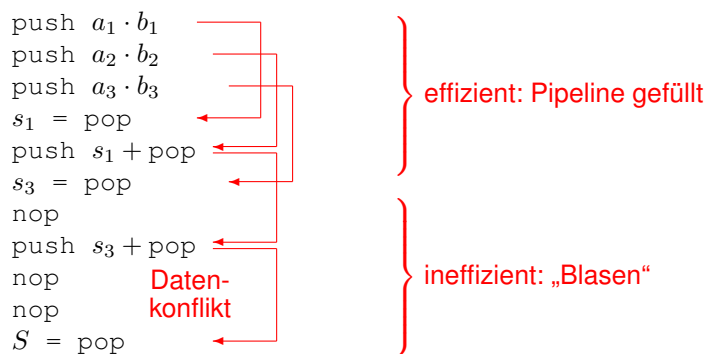 push a₁ · b₁
push a₂ · b₂
push a₃ · b₃
effizient: Pipeline gefüllt
s₁ = pop
push s₁ + pop
s₃ = pop
nop
push s₃ + pop
nop
Daten-
ineffizient: „Blasen“
nop
konflikt
S = pop